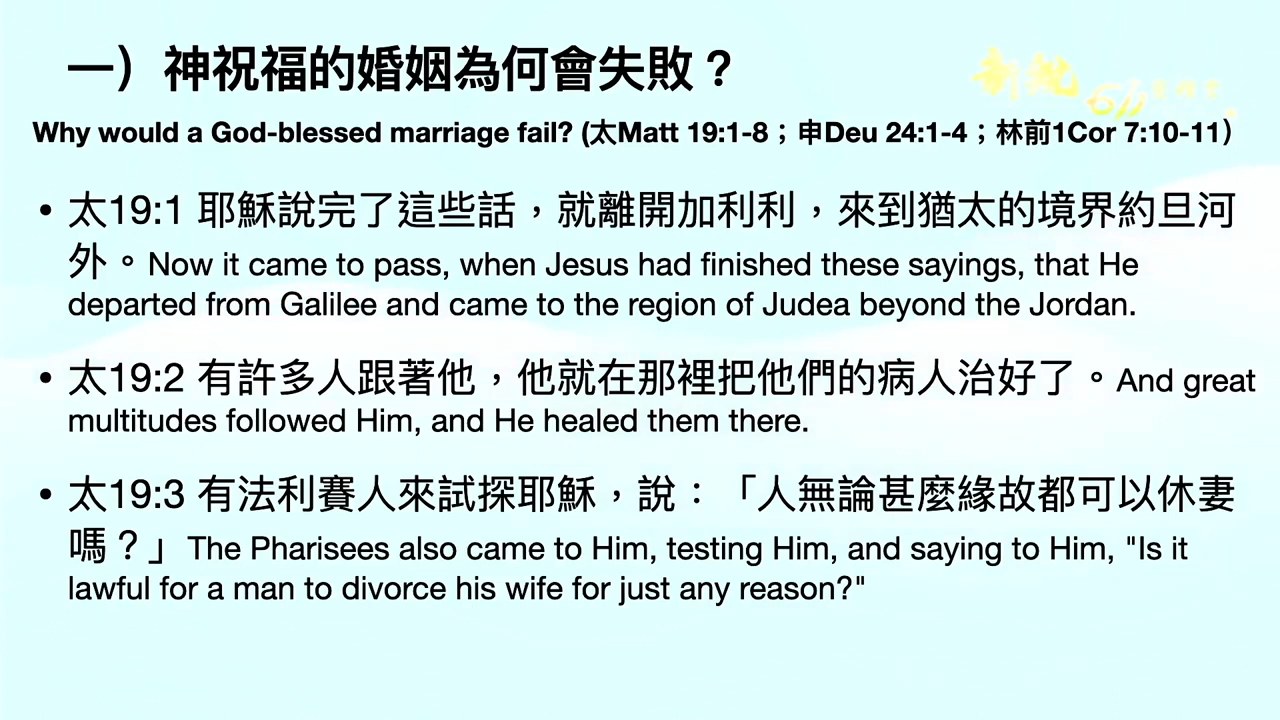 一）神祝福的婚姻為何會失敗？
Why would a God-blessed marriage fail? (太Matt 19:1-8；申Deu 24:1-4；林前1Cor 7:10-11）
• 太19:1 耶穌說完了這些話，就離開加利利，來到猶太的境界約旦河
外。Now it came to pass, when Jesus had finished these sayings, that He
departed from Galilee and came to the region of Judea beyond the Jordan.
• 太19:2 有許多人跟著他，他就在那裡把他們的病人治好了。And great
multitudes followed Him, and He healed them there.
• 太19:3 有法利賽人來試探耶穌，說：「人無論甚麼緣故都可以休妻
嗎？」The Pharisees also came to Him, testing Him, and saying to Him, "Is it
lawful for a man to divorce his wife for just any reason?"